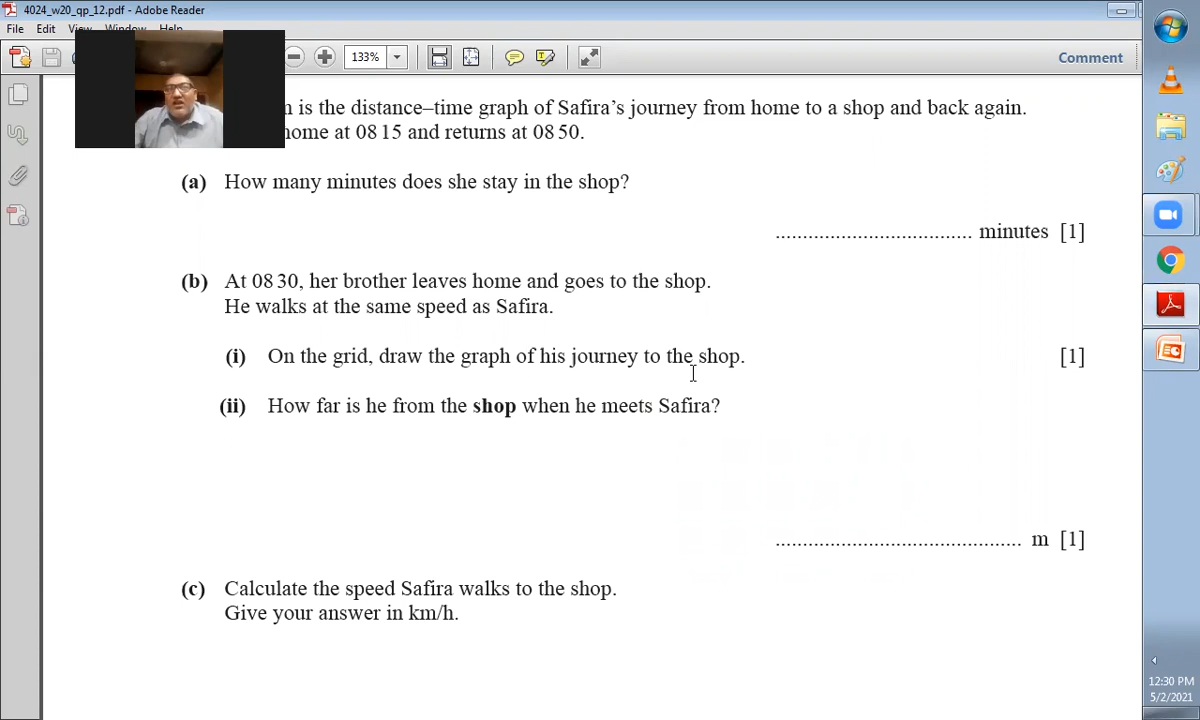 4024_w20_qp_12.pdf - Adobe Reader
File Edit View Window Help
133%
Comment
n is the distance–time graph of Safira's journey from home to a shop and back again.
home at 08 15 and returns at 08 50.
(a) How many minutes does she stay in the shop?
.................................... minutes [1]
(b) At 08 30, her brother leaves home and goes to the shop.
He walks at the same speed as Safira.
(i) On the grid, draw the graph of his journey to the shop. [1]
(ii) How far is he from the shop when he meets Safira?
............................................. m [1]
(c) Calculate the speed Safira walks to the shop.
Give your answer in km/h.
12:30 PM
5/2/2021